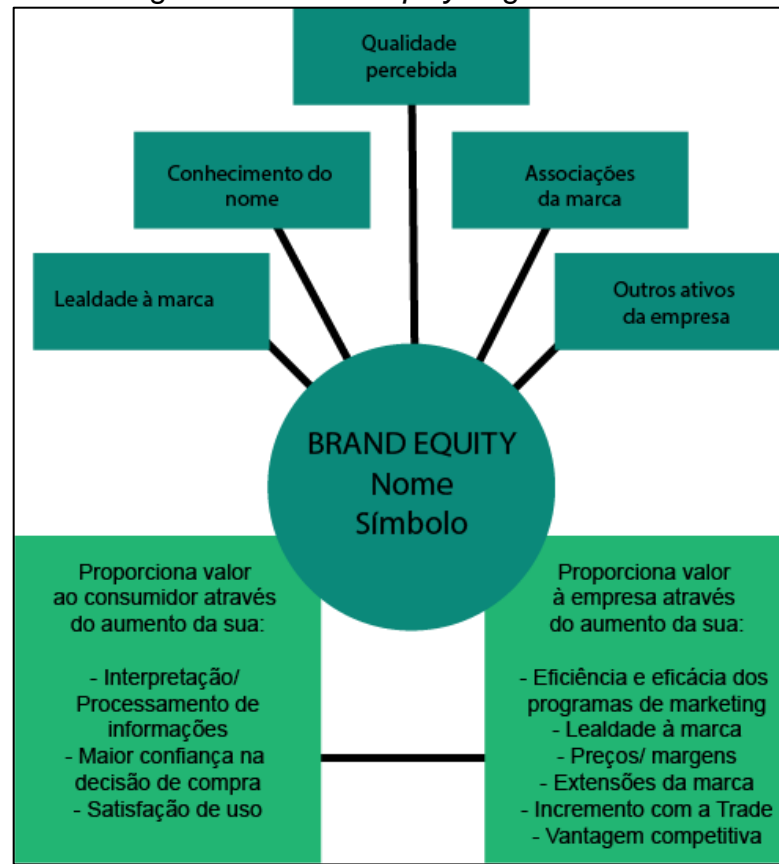 Qualidade
percebida
Conhecimento do
nome
Associações
da marca
Lealdade à marca
Outros ativos
da empresa
BRAND EQUITY
Nome
Símbolo
Proporciona valor
ao consumidor através
do aumento da sua:
- Interpretação/
Processamento de
informações
- Maior confiança na
decisão de compra
- Satisfação de uso
Proporciona valor
à empresa através
do aumento da sua:
- Eficiência e eficácia dos
programas de marketing
- Lealdade à marca
- Preços/ margens
- Extensões da marca
- Incremento com a Trade
- Vantagem competitiva